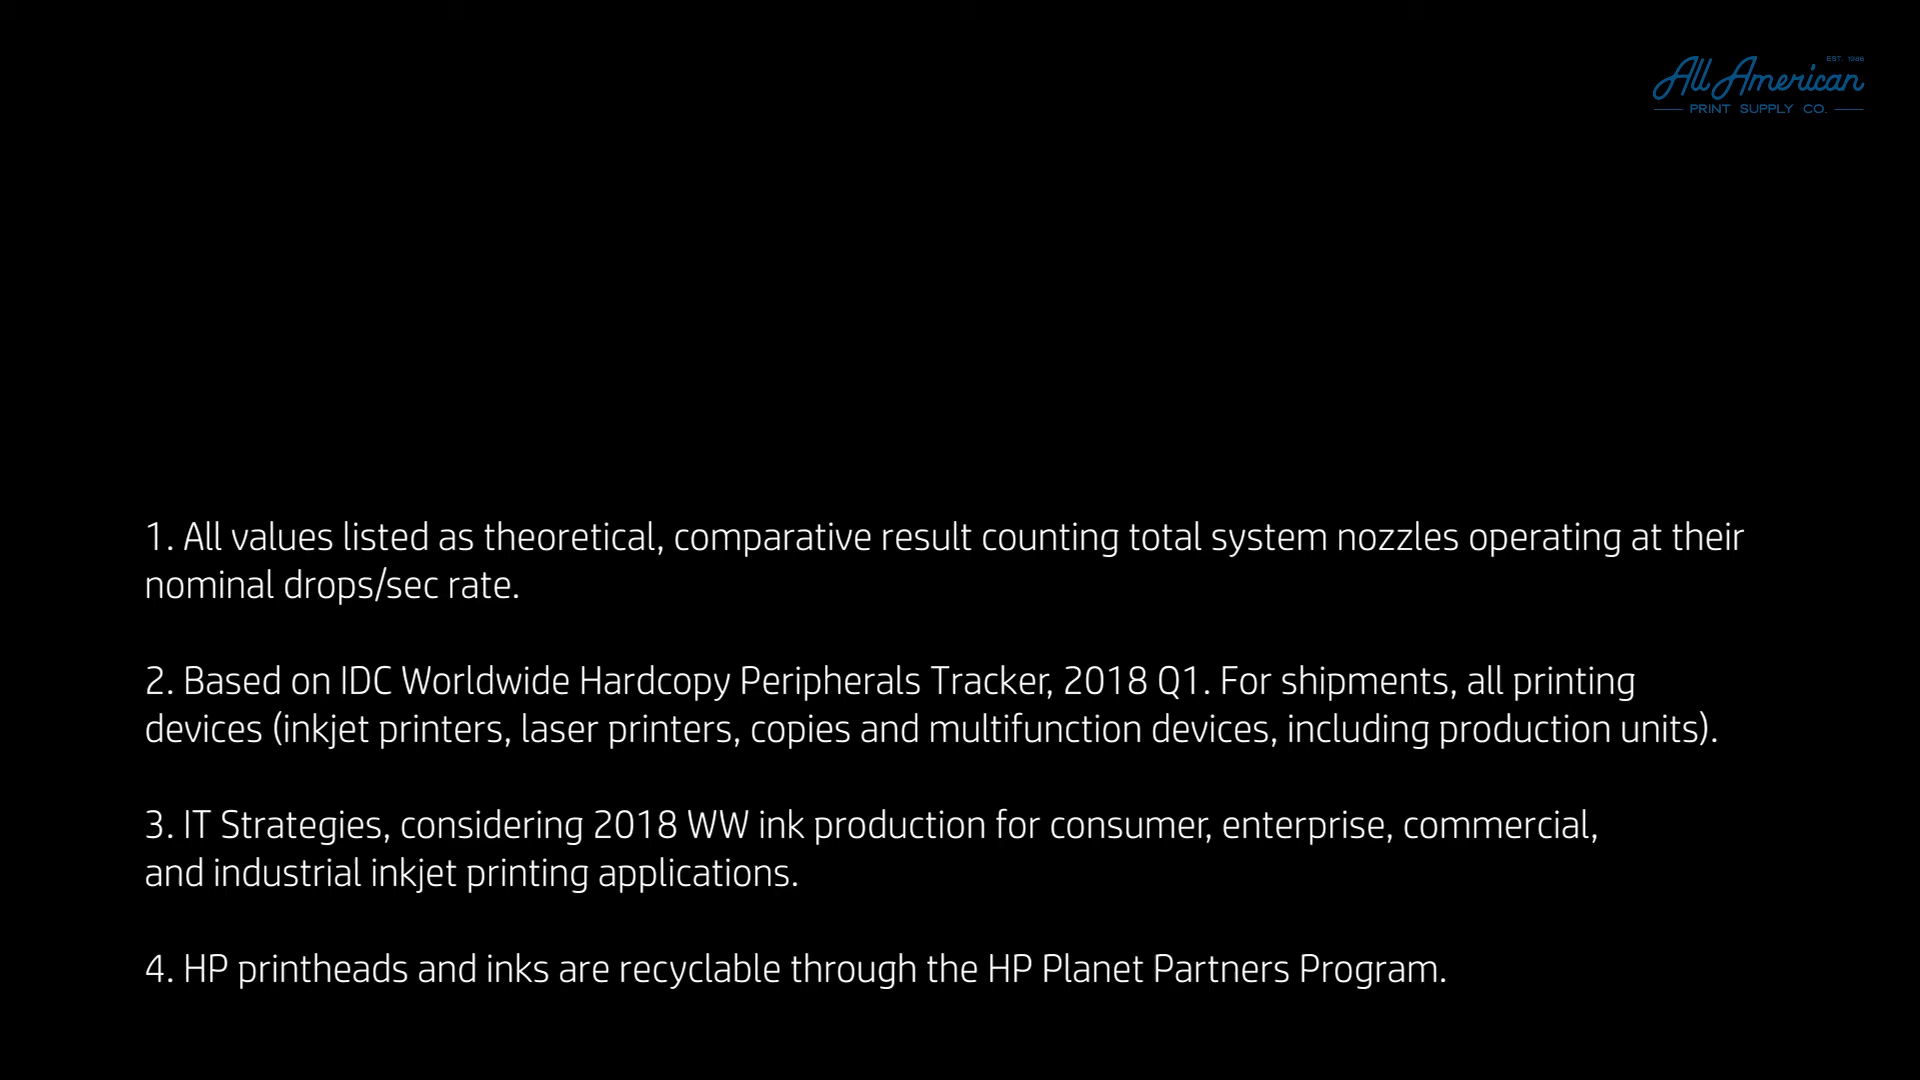 EST. 1986
All American
PRINT SUPPLY CO.
1. All values listed as theoretical, comparative result counting total system nozzles operating at their
nominal drops/sec rate.
2. Based on IDC Worldwide Hardcopy Peripherals Tracker, 2018 Q1. For shipments, all printing
devices (inkjet printers, laser printers, copies and multifunction devices, including production units).
3. IT Strategies, considering 2018 WW ink production for consumer, enterprise, commercial,
and industrial inkjet printing applications.
4. HP printheads and inks are recyclable through the HP Planet Partners Program.